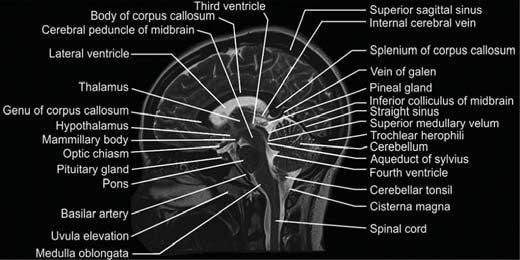 Third ventricle
Body of corpus callosum
Cerebral peduncle of midbrain
Lateral ventricle
Thalamus
Genu of corpus callosum
Hypothalamus
Mammillary body
Optic chiasm
Pituitary gland
Pons
Basilar artery
Uvula elevation
Medulla oblongata
Superior sagittal sinus
Internal cerebral vein
Splenium of corpus callosum
Vein of galen
Pineal gland
Inferior colliculus of midbrain
Straight sinus
Superior medullary velum
Trochlear herophili
Cerebellum
Aqueduct of sylvius
Fourth ventricle
Cerebellar tonsil
Cisterna magna
Spinal cord